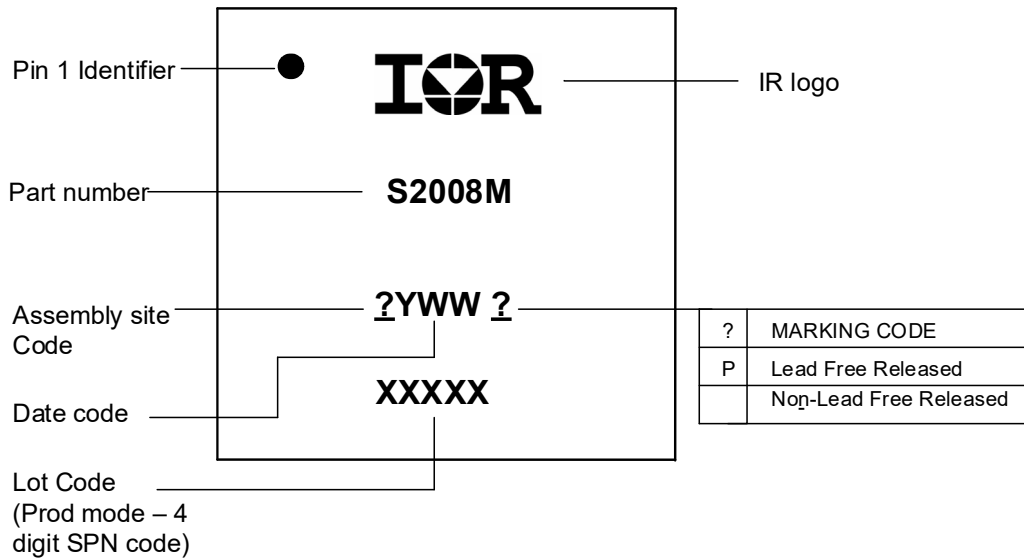 Pin 1 Identifier
IOR
IR logo
Part number
S2008M
Assembly site
Code
?YWW ?
? MARKING CODE
P Lead Free Released
Non-Lead Free Released
Date code
XXXXX
Lot Code
(Prod mode – 4
digit SPN code)